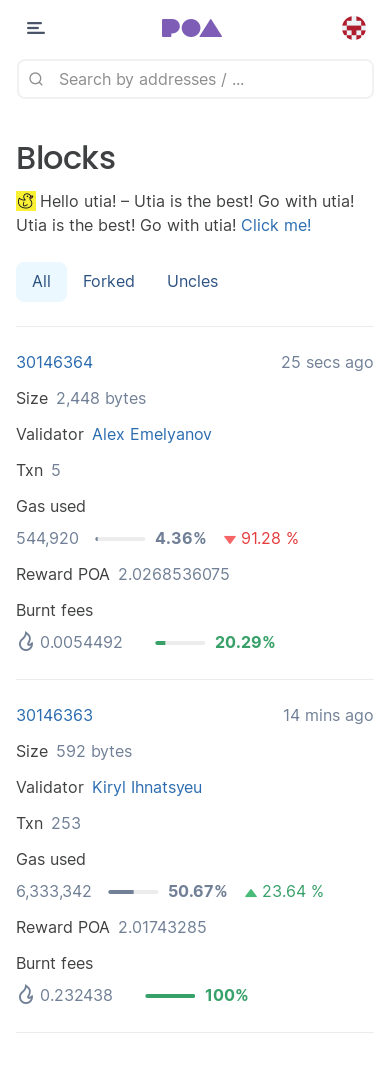 POA
Search by addresses / ...
Blocks
Hello utia! – Utia is the best! Go with utia!
Utia is the best! Go with utia! Click me!
All Forked Uncles
30146364 25 secs ago
Size 2,448 bytes
Validator Alex Emelyanov
Txn 5
Gas used
544,920 4.36% 91.28 %
Reward POA 2.0268536075
Burnt fees
0.0054492 20.29%
30146363 14 mins ago
Size 592 bytes
Validator Kiryl Ihnatsyeu
Txn 253
Gas used
6,333,342 50.67% 23.64 %
Reward POA 2.01743285
Burnt fees
0.232438 100%